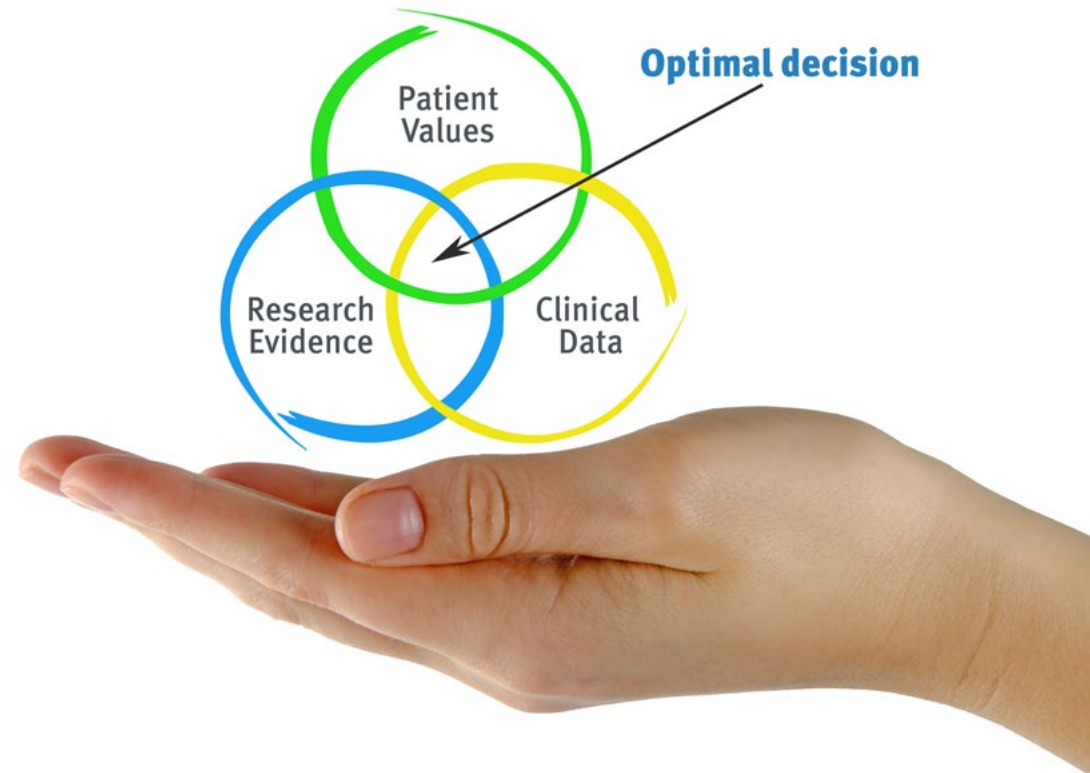 Optimal decision
Patient
Values
Research
Evidence
Clinical
Data